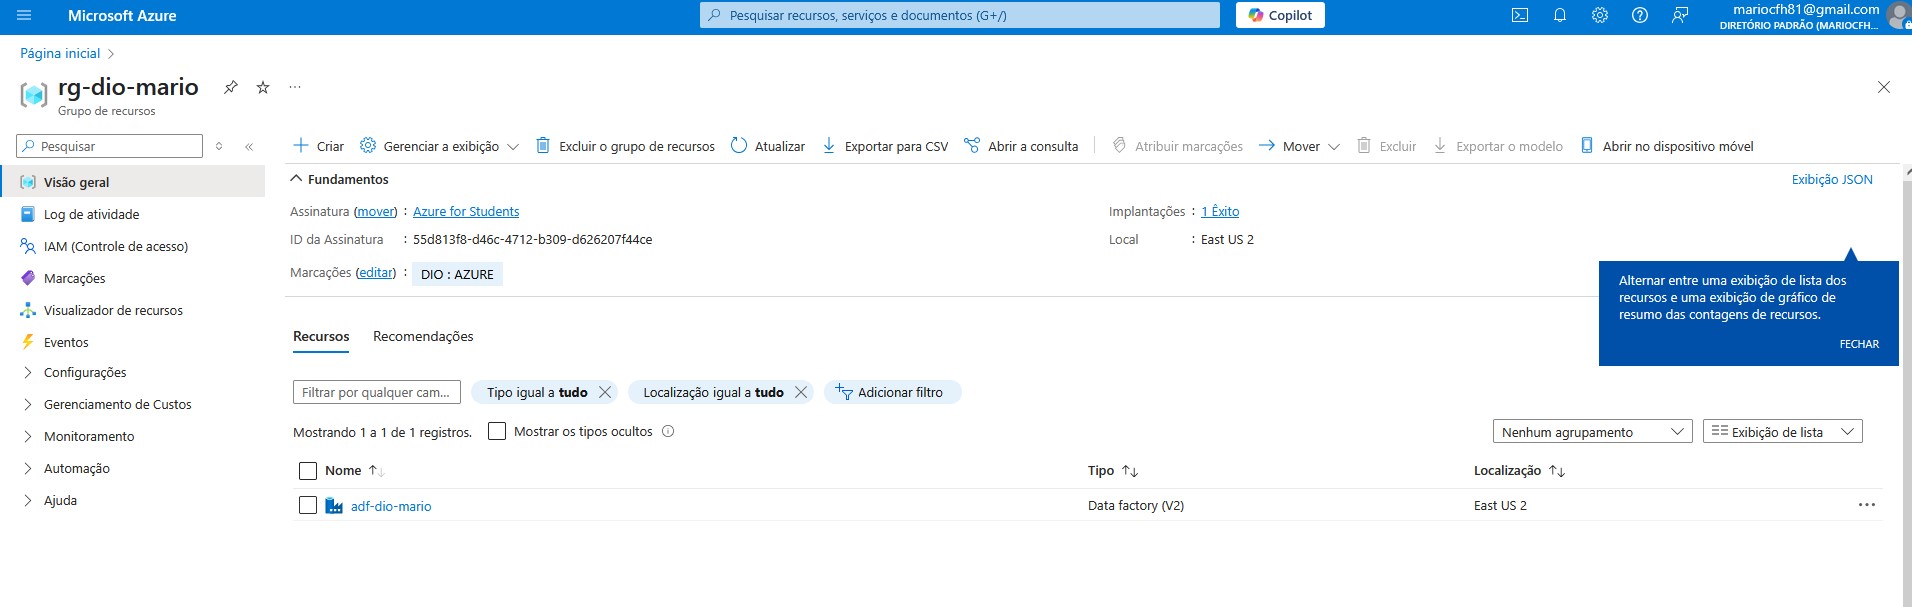 Microsoft Azure
Pesquisar recursos, serviços e documentos (G+/)
Copilot
mariocfh81@gmail.com
DIRETÓRIO PADRÃO (MARIOCFH...
Página inicial
rg-dio-mario
...
Grupo de recursos
Pesquisar
Criar
Gerenciar a exibição
Excluir o grupo de recursos
Atualizar
Exportar para CSV
Abrir a consulta
Atribuir marcações
Mover
Excluir
Exportar o modelo
Abrir no dispositivo móvel
Visão geral
Log de atividade
IAM (Controle de acesso)
Marcações
Visualizador de recursos
Eventos
Configurações
Gerenciamento de Custos
Monitoramento
Automação
Ajuda
Fundamentos
Exibição JSON
Assinatura (mover) : Azure for Students
Implantações : 1 Êxito
ID da Assinatura : 55d813f8-d46c-4712-b309-d626207f44ce
Local : East US 2
Marcações (editar) : DIO : AZURE
Alternar entre uma exibição de lista dos
recursos e uma exibição de gráfico de
resumo das contagens de recursos.
FECHAR
Recursos
Recomendações
Filtrar por qualquer cam...
Tipo igual a tudo
Localização igual a tudo
Adicionar filtro
Mostrando 1 a 1 de 1 registros.
Mostrar os tipos ocultos
Nenhum agrupamento
Exibição de lista
Nome
Tipo
Localização
adf-dio-mario
Data factory (V2)
East US 2